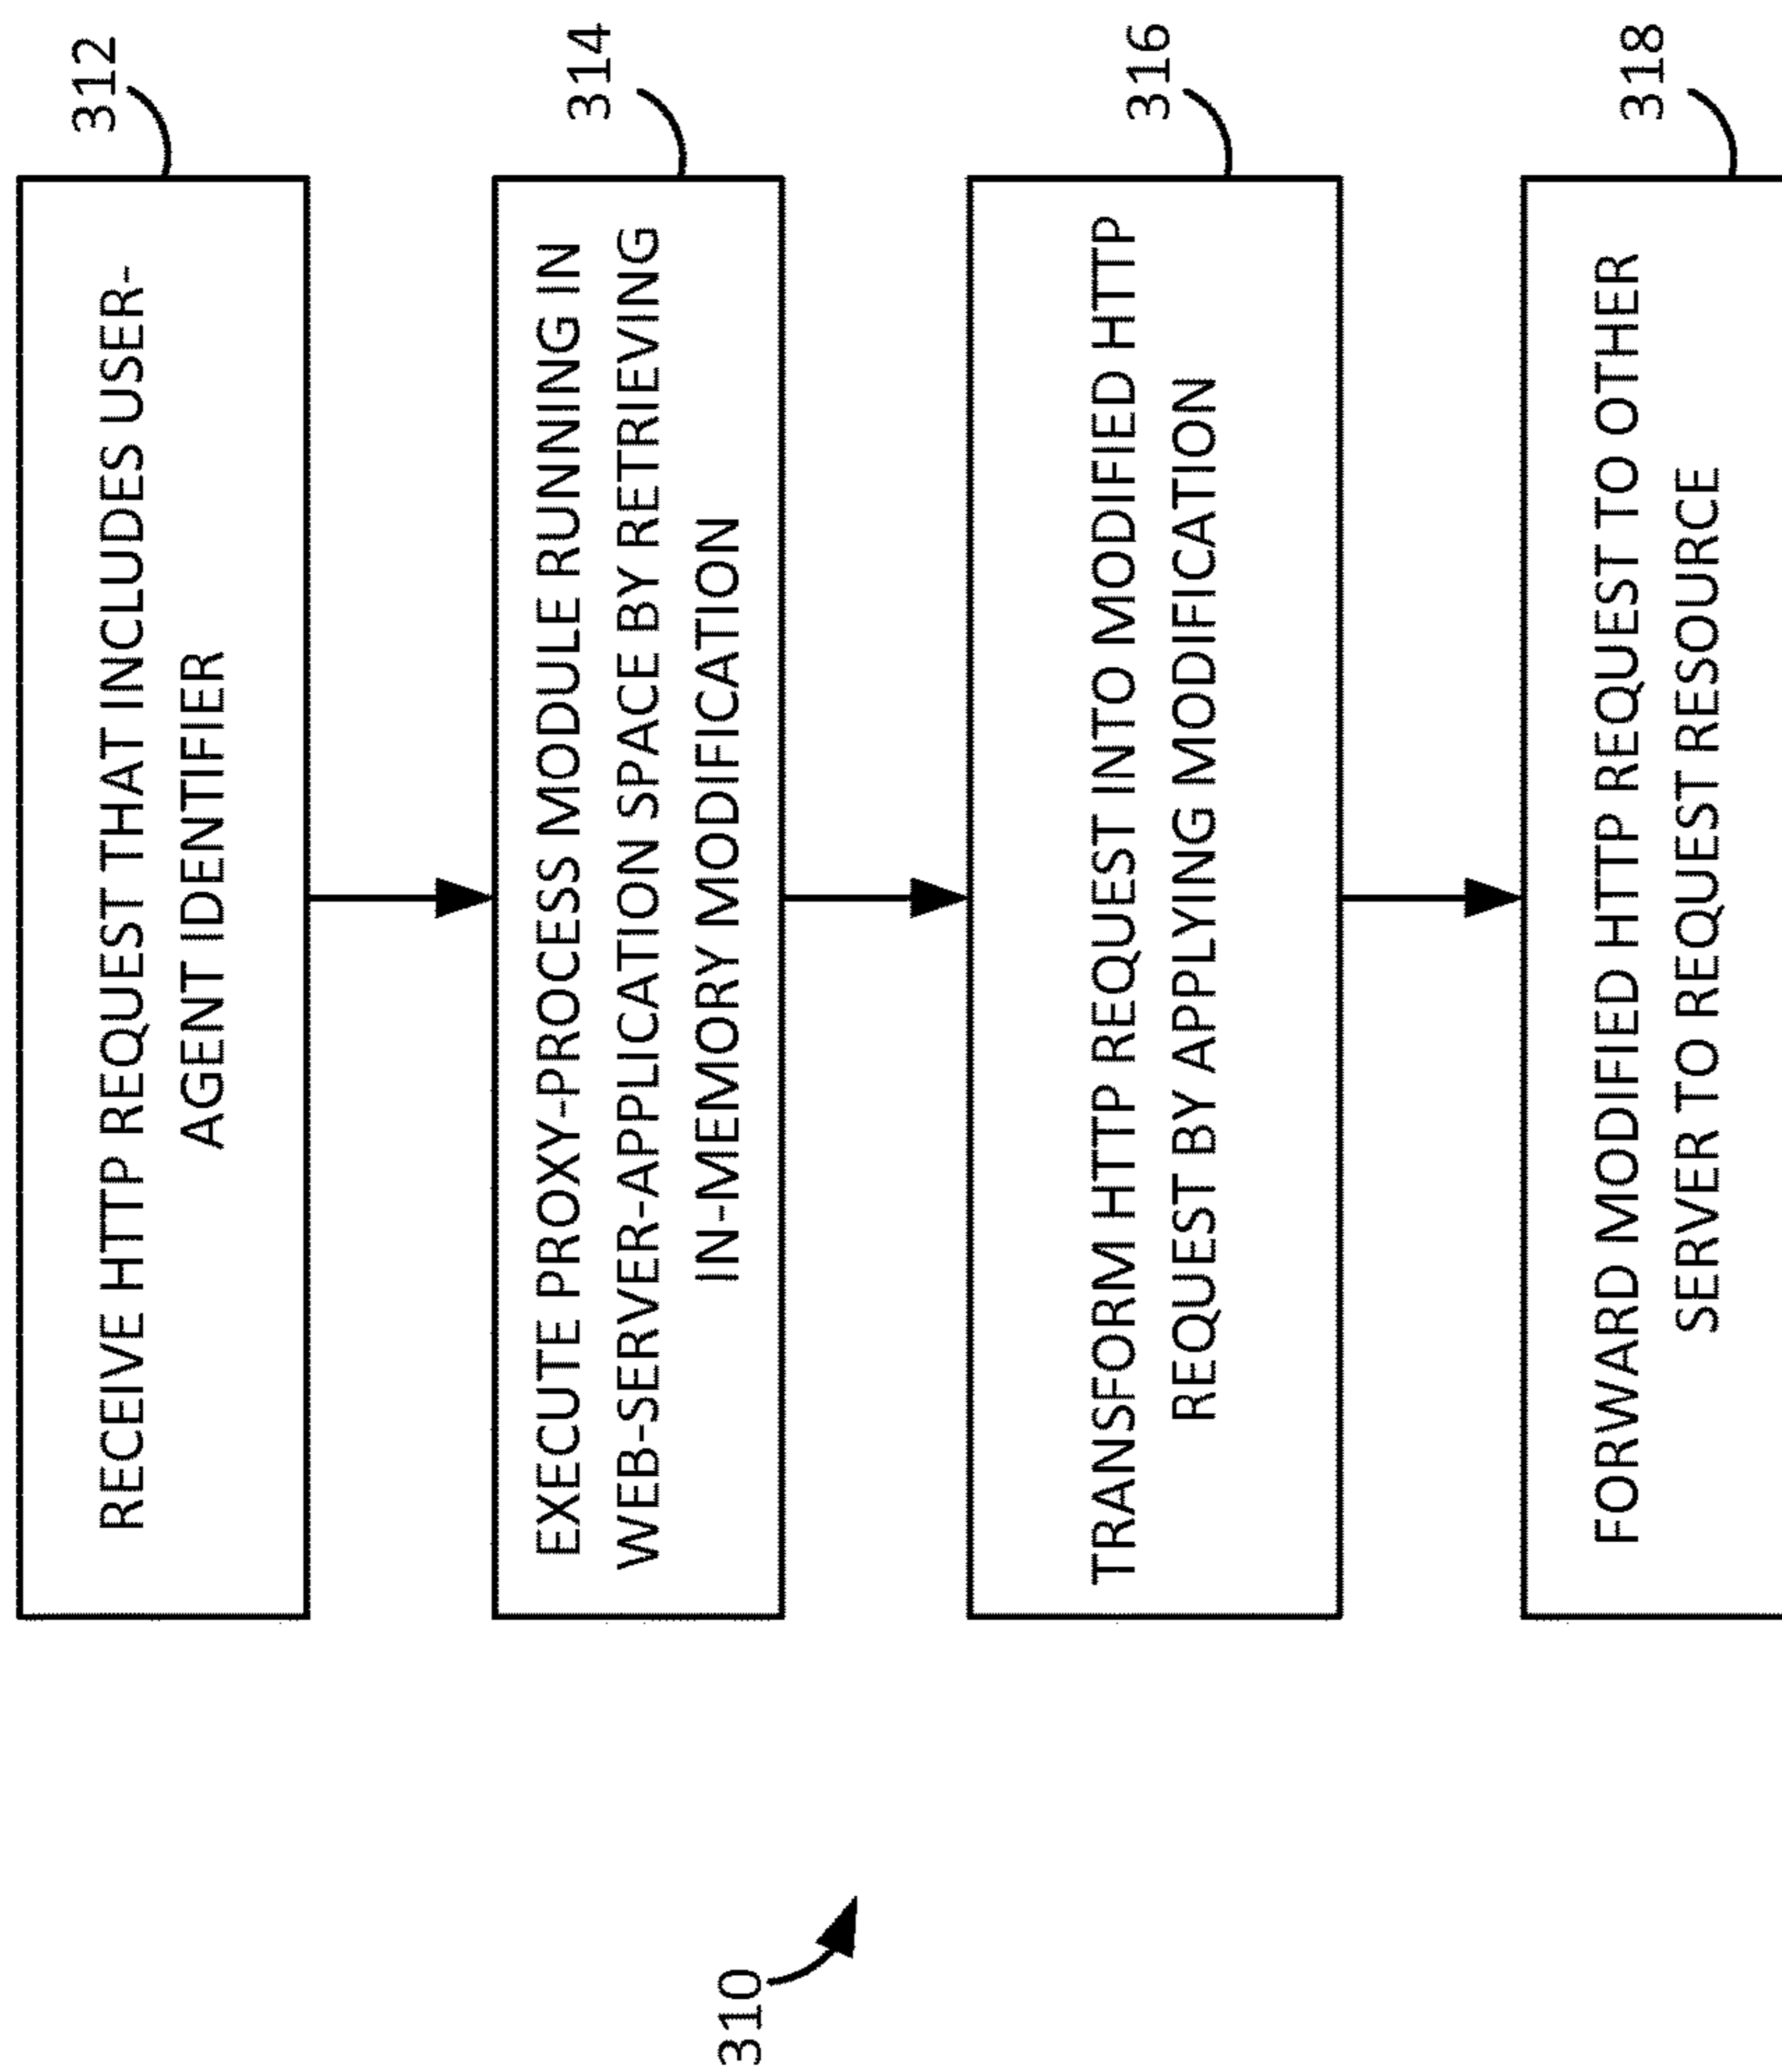 312
RECEIVE HTTP REQUEST THAT INCLUDES USER-
AGENT IDENTIFIER
314
EXECUTE PROXY-PROCESS MODULE RUNNING IN
WEB-SERVER-APPLICATION SPACE BY RETRIEVING
IN-MEMORY MODIFICATION
316
TRANSFORM HTTP REQUEST INTO MODIFIED HTTP
REQUEST BY APPLYING MODIFICATION
318
FORWARD MODIFIED HTTP REQUEST TO OTHER
SERVER TO REQUEST RESOURCE
310